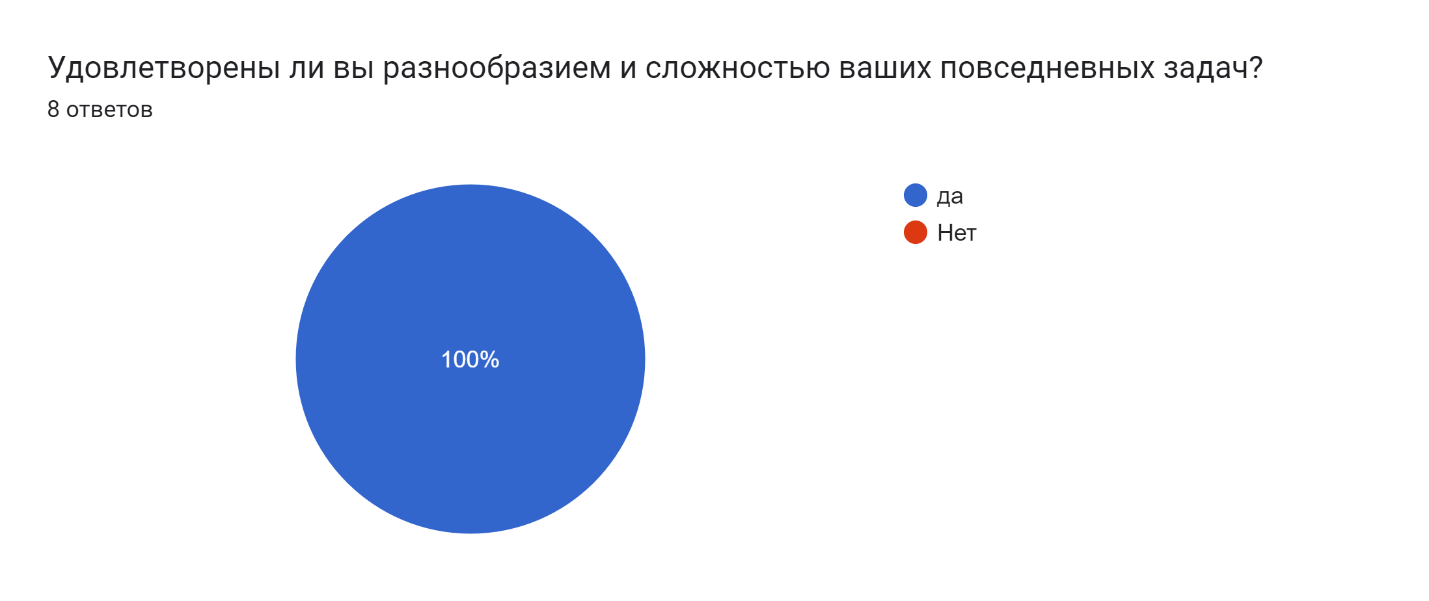 Удовлетворены ли вы разнообразием и сложностью ваших повседневных задач?
8 ответов
да
Нет
100%